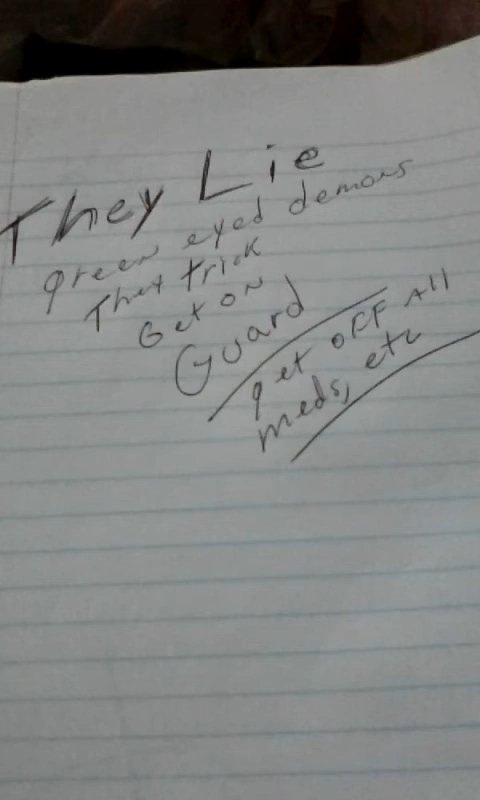 They Lie
green eyed demons
That trick
Get on
Guard
get off All
meds, etc